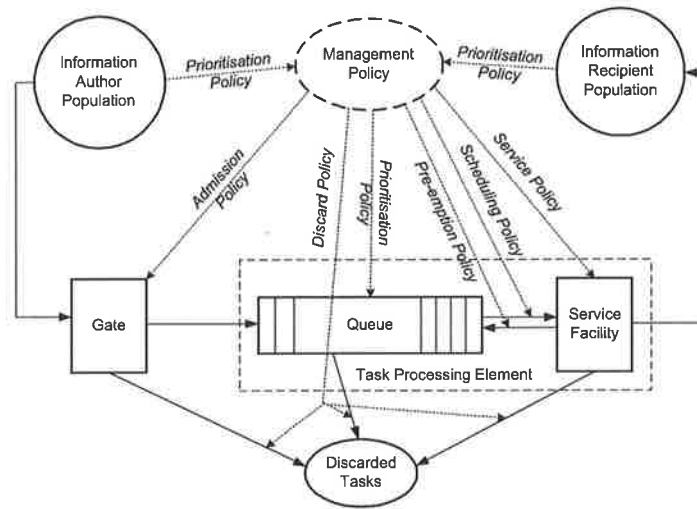 Information
Author
Population
Prioritisation
Policy
Management
Policy
Prioritisation
Policy
Information
Recipient
Population
Admission
Policy
Discard Policy
Prioritisation
Policy
Pre-emption Policy
Scheduling Policy
Service Policy
Gate
Queue
Service
Facility
Task Processing Element
Discarded
Tasks